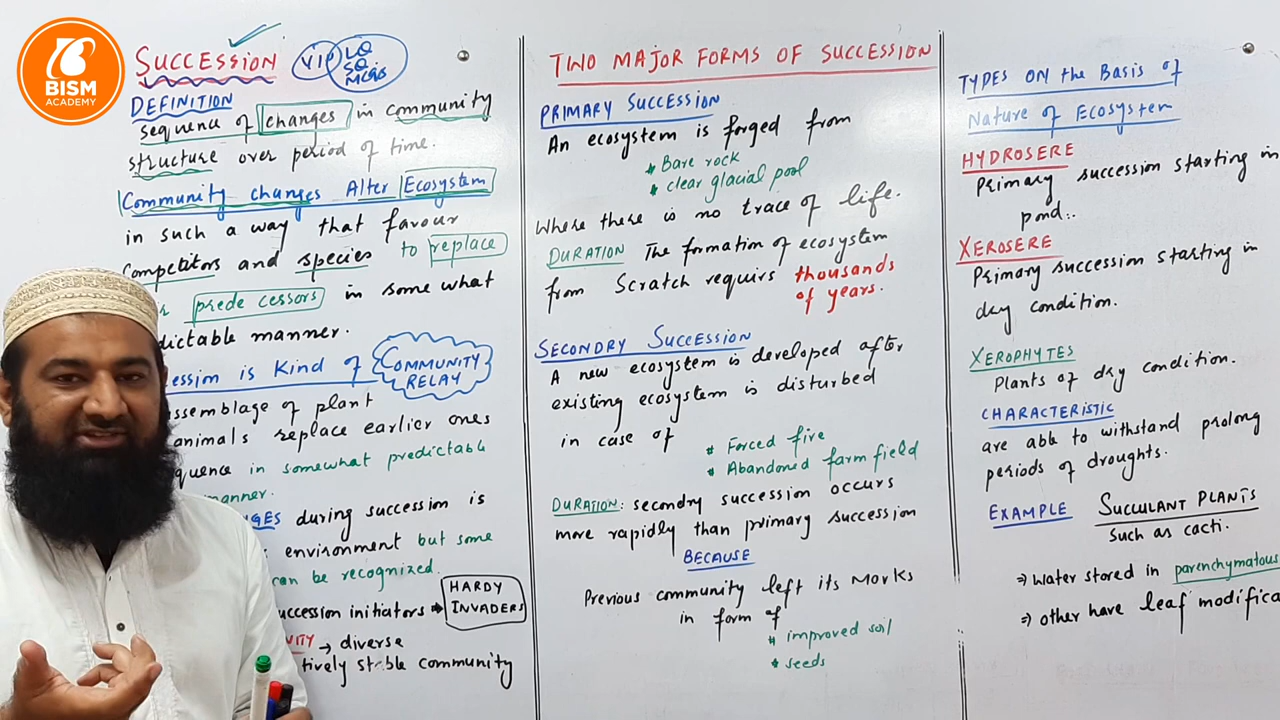 BISM
ACADEMY
SUCCESSION
VIP
LQ
SQ
MCQS
DEFINITION
sequence of changes in community
structure over period of time.
Community changes Alter Ecosystem
in such a way that favour
competitors and species to replace
prede cessors in some what
dictable manner.
ession is Kind of COMMUNITY
RELAY
ssemblage of plant
animals replace earlier ones
quence in somewhat predictable
manner.
NGES during succession is
environment but some
can be recognized.
uccession initiators ⇒ HARDY
INVADERS
VITY → diverse
tively stable community
TWO MAJOR FORMS OF SUCCESSION
PRIMARY SUCCESSION
An ecosystem is forged from
* Bare rock
* clear glacial pool
Where there is no trace of life.
DURATION The formation of ecosystem
from Scratch requirs thousands
of years.
SECONDRY SUCCESSION
A new ecosystem is developed after
existing ecosystem is disturbed
in case of
* Forced fire
* Abandoned farm field
DURATION: secondry succession occurs
more rapidly than primary succession
BECAUSE
Previous community left its Marks
in form of
* improved soil
* seeds
TYPES ON the BASIS of
Nature of Ecosystem
HYDROSERE
Primary succession starting in
pond..
XEROSERE
Primary succession starting in
dry condition.
XEROPHYTES
Plants of dry condition.
CHARACTERISTIC
are able to withstand prolong
periods of droughts.
EXAMPLE SUCCULANT PLANTS
such as cacti.
⇒ water stored in parenchymatous
⇒ other have leaf modifica